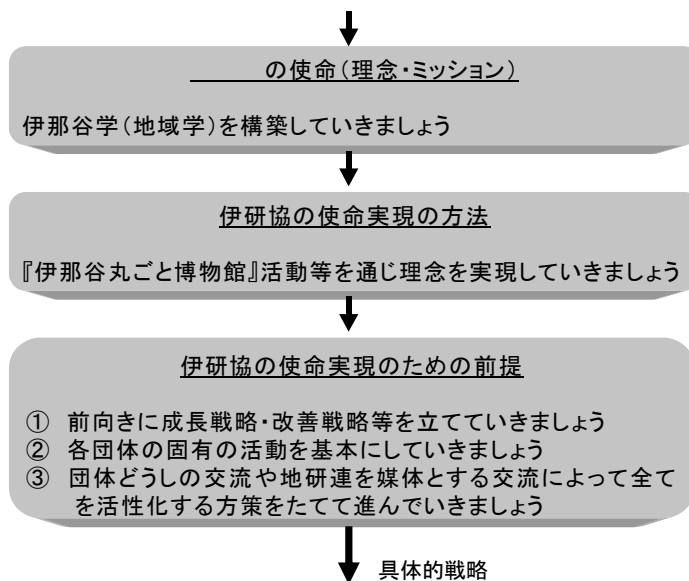 の使命（理念・ミッション）
伊那谷学（地域学）を構築していきましょう
伊研協の使命実現の方法
『伊那谷丸ごと博物館』活動等を通じ理念を実現していきましょう
伊研協の使命実現のための前提
① 前向きに成長戦略・改善戦略等を立てていきましょう
② 各団体の固有の活動を基本にしていきましょう
③ 団体どうしの交流や地研連を媒体とする交流によって全て
を活性化する方策をたてて進んでいきましょう
具体的戦略